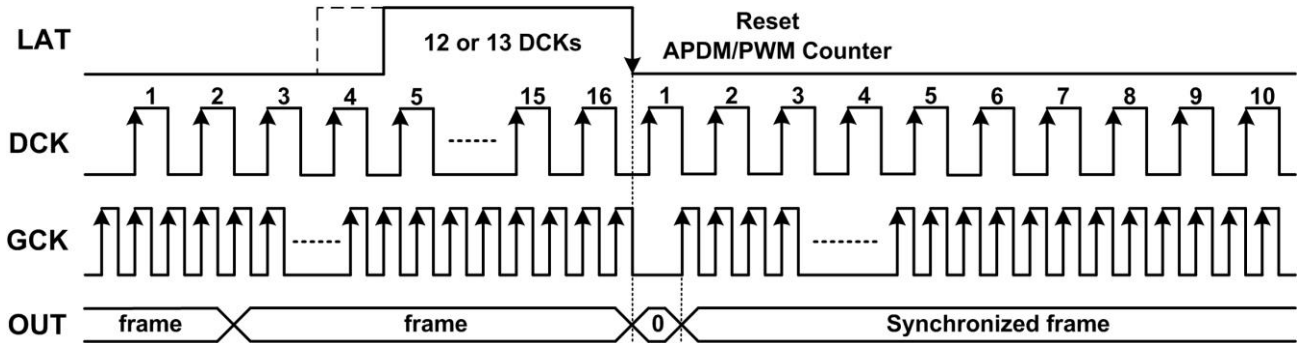 LAT 12 or 13 DCKs Reset
APDM/PWM Counter
1 2 3 4 5 15 16 1 2 3 4 5 6 7 8 9 10
DCK
GCK
OUT frame frame 0 Synchronized frame